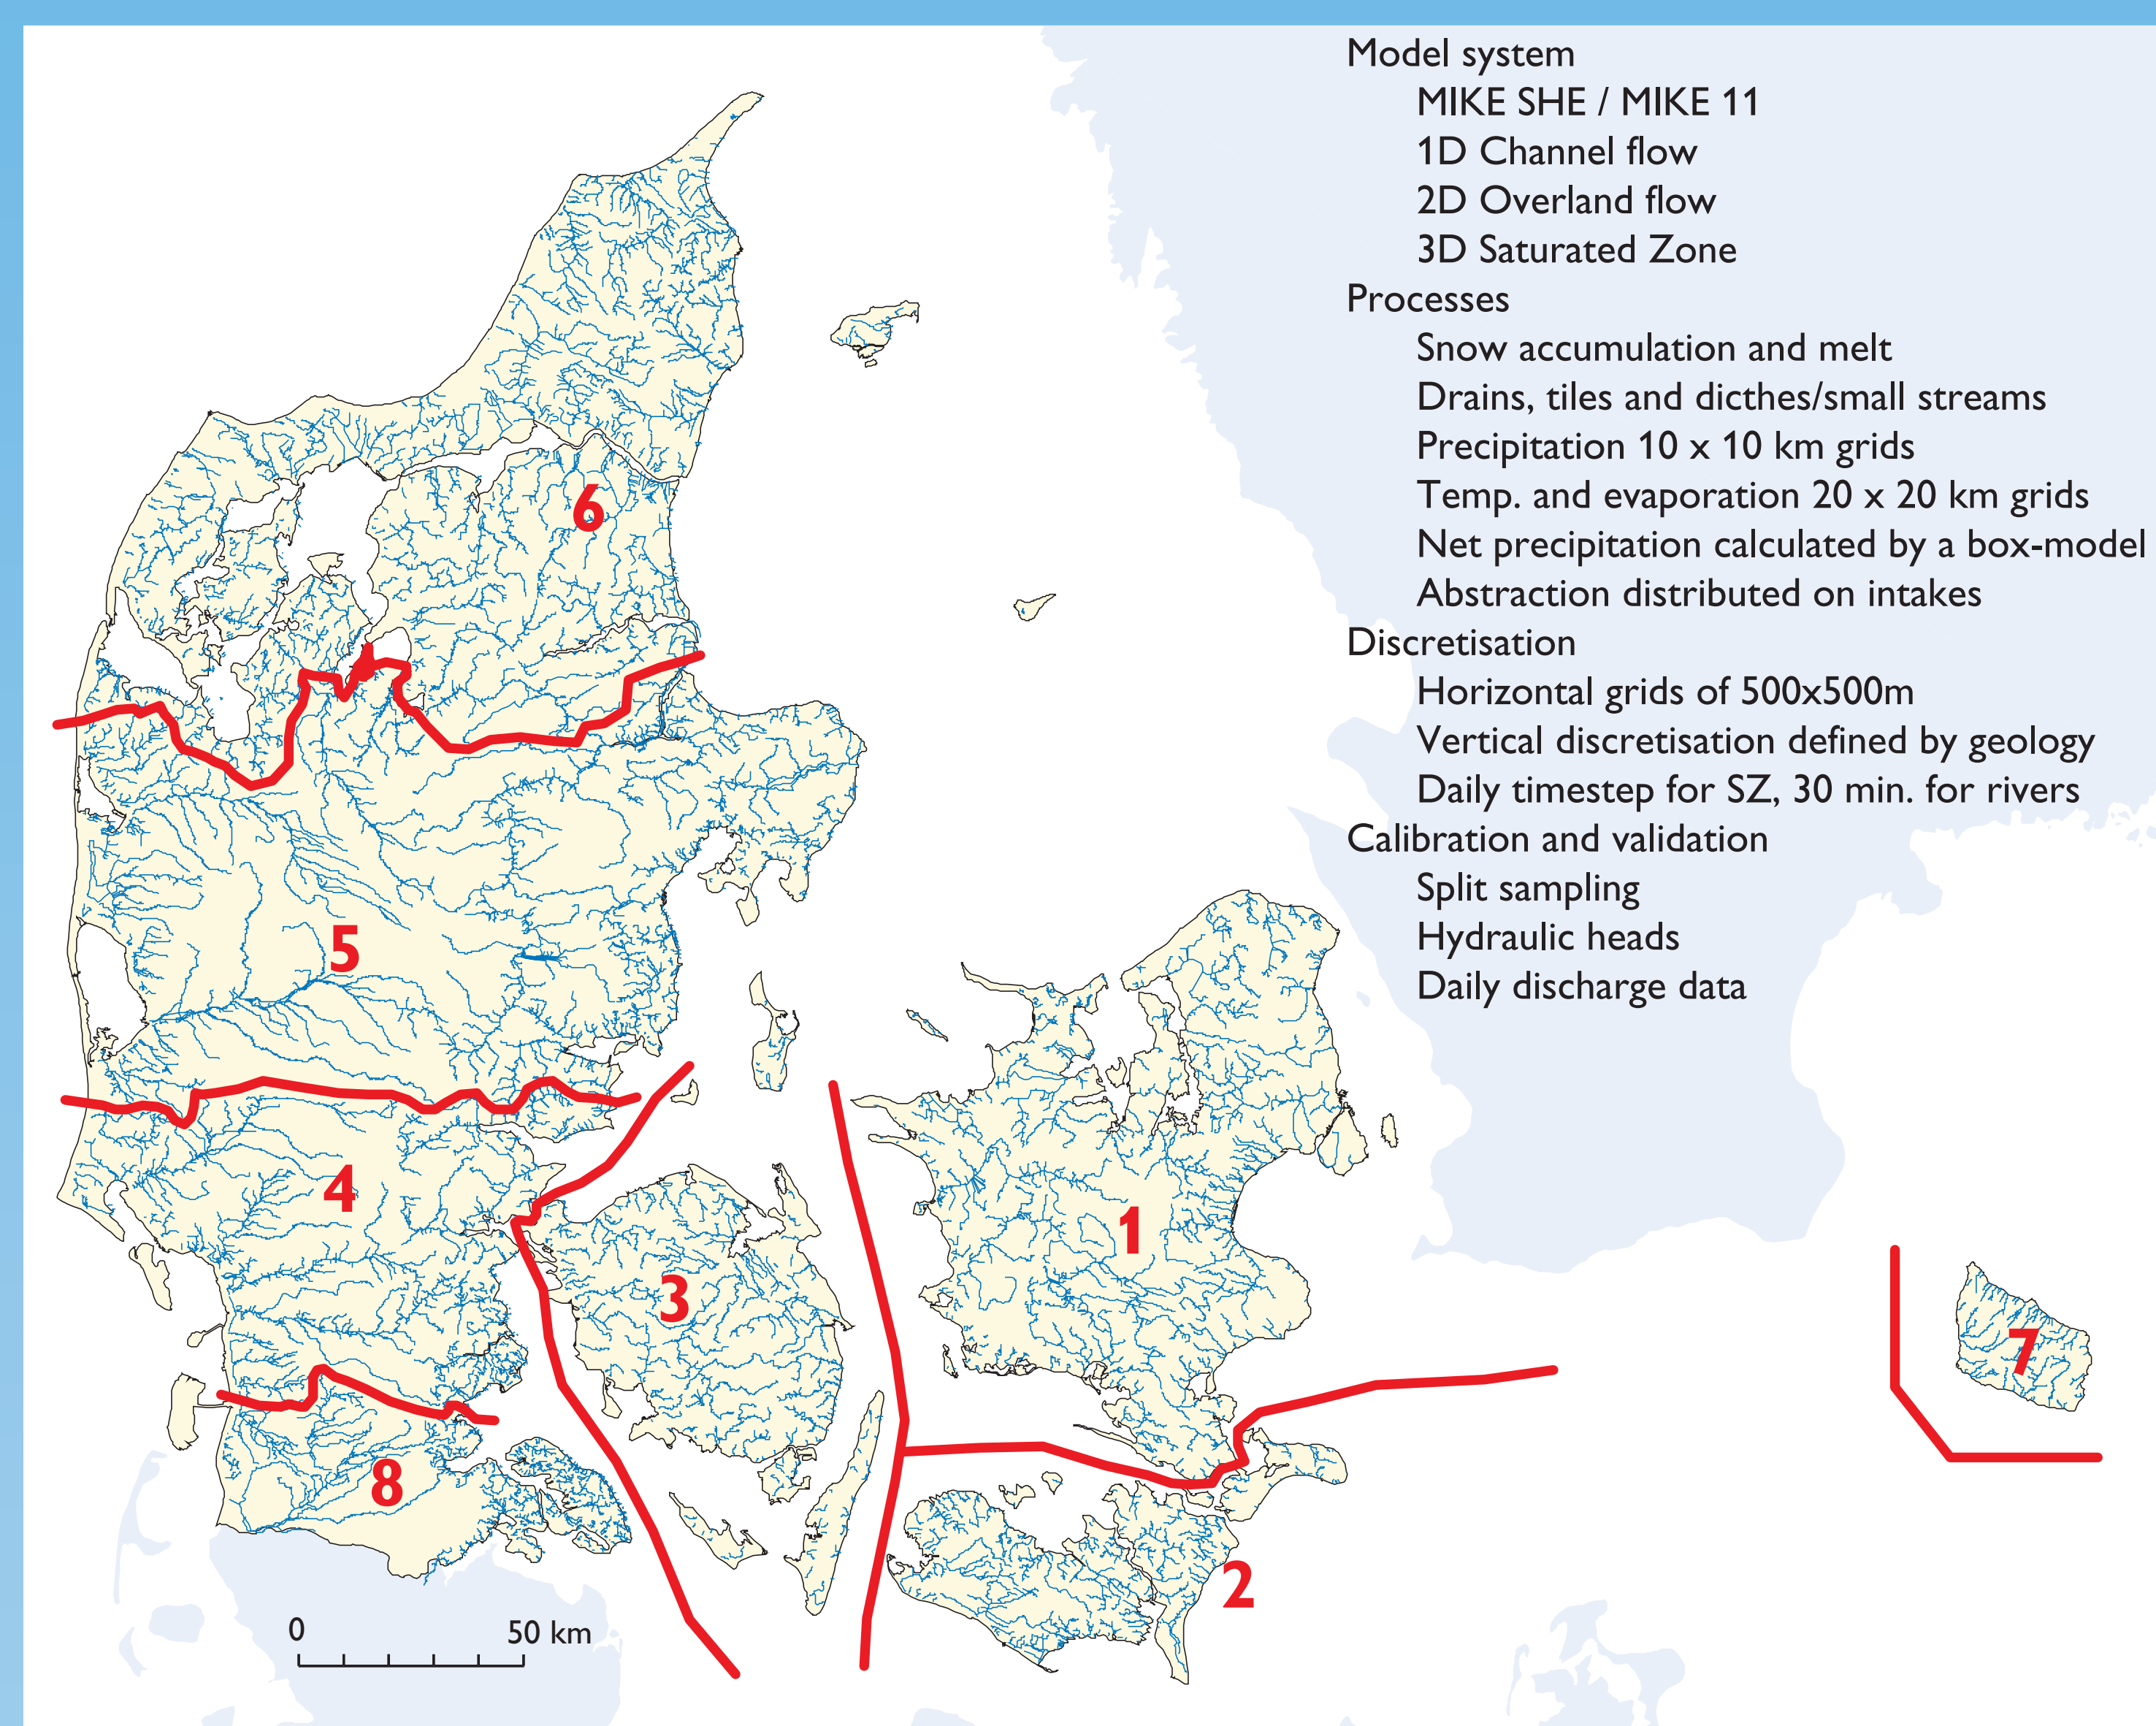 Model system
MIKE SHE / MIKE 11
1D Channel flow
2D Overland flow
3D Saturated Zone
Processes
Snow accumulation and melt
Drains, tiles and dicthes/small streams
Precipitation 10 x 10 km grids
Temp. and evaporation 20 x 20 km grids
Net precipitation calculated by a box-model
Abstraction distributed on intakes
Discretisation
Horizontal grids of 500x500m
Vertical discretisation defined by geology
Daily timestep for SZ, 30 min. for rivers
Calibration and validation
Split sampling
Hydraulic heads
Daily discharge data
6
5
4
3
1
7
8
2
0 50 km